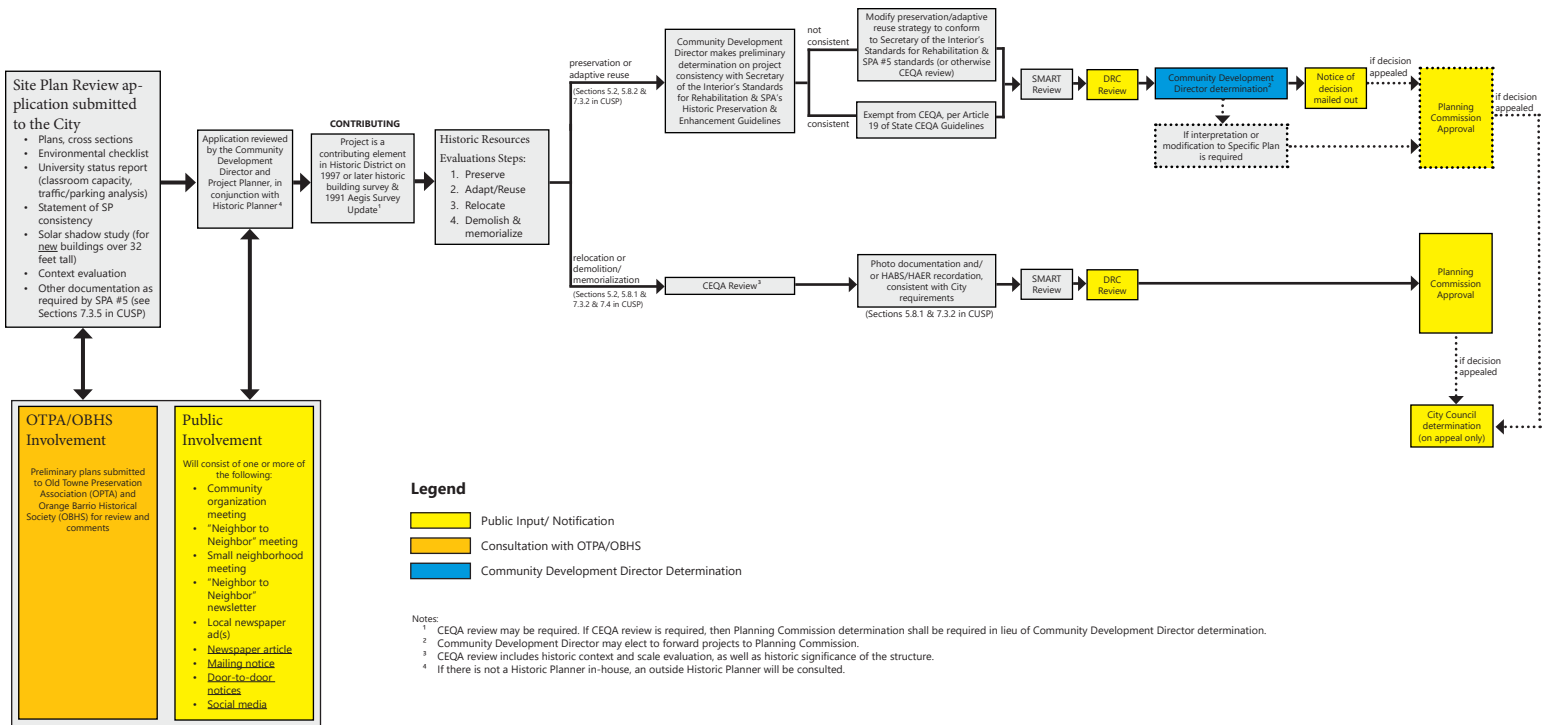 Site Plan Review ap-
plication submitted
to the City
• Plans, cross sections
• Environmental checklist
• University status report
(classroom capacity,
traffic/parking analysis)
• Statement of SP
consistency
• Solar shadow study (for
new buildings over 32
feet tall)
• Context evaluation
• Other documentation as
required by SPA #5 (see
Sections 7.3.5 in CUSP)
Application reviewed
by the Community
Development
Director and
Project Planner, in
conjunction with
Historic Planner⁴
CONTRIBUTING
Project is a
contributing element
in Historic District on
1997 or later historic
building survey &
1991 Aegis Survey
Update¹
Historic Resources
Evaluations Steps:
1. Preserve
2. Adapt/Reuse
3. Relocate
4. Demolish &
memorialize
preservation or
adaptive reuse
(Sections 5.2, 5.8.2 &
7.3.2 in CUSP)
Community Development
Director makes preliminary
determination on project
consistency with Secretary
of the Interior's Standards
for Rehabilitation & SPA's
Historic Preservation &
Enhancement Guidelines
not
consistent
Modify preservation/adaptive
reuse strategy to conform
to Secretary of the Interior's
Standards for Rehabilitation &
SPA #5 standards (or otherwise
CEQA review)
consistent
Exempt from CEQA, per Article
19 of State CEQA Guidelines
SMART
Review
DRC
Review
Community Development
Director determination²
Notice of
decision
mailed out
if decision
appealed
If interpretation or
modification to Specific Plan
is required
Planning
Commission
Approval
if decision
appealed
relocation or
demolition/
memorialization
(Sections 5.2, 5.8.1 &
7.3.2 & 7.4 in CUSP)
CEQA Review³
Photo documentation and/
or HABS/HAER recordation,
consistent with City
requirements
(Sections 5.8.1 & 7.3.2 in CUSP)
SMART
Review
DRC
Review
Planning
Commission
Approval
if decision
appealed
City Council
determination
(on appeal only)
OTPA/OBHS
Involvement
Preliminary plans submitted
to Old Towne Preservation
Association (OPTA) and
Orange Barrio Historical
Society (OBHS) for review and
comments
Public
Involvement
Will consist of one or more of
the following:
• Community
organization
meeting
• "Neighbor to
Neighbor" meeting
• Small neighborhood
meeting
• "Neighbor to
Neighbor"
newsletter
• Local newspaper
ad(s)
• Newspaper article
• Mailing notice
• Door-to-door
notices
• Social media
Legend
Public Input/ Notification
Consultation with OTPA/OBHS
Community Development Director Determination
Notes:
¹ CEQA review may be required. If CEQA review is required, then Planning Commission determination shall be required in lieu of Community Development Director determination.
² Community Development Director may elect to forward projects to Planning Commission.
³ CEQA review includes historic context and scale evaluation, as well as historic significance of the structure.
⁴ If there is not a Historic Planner in-house, an outside Historic Planner will be consulted.